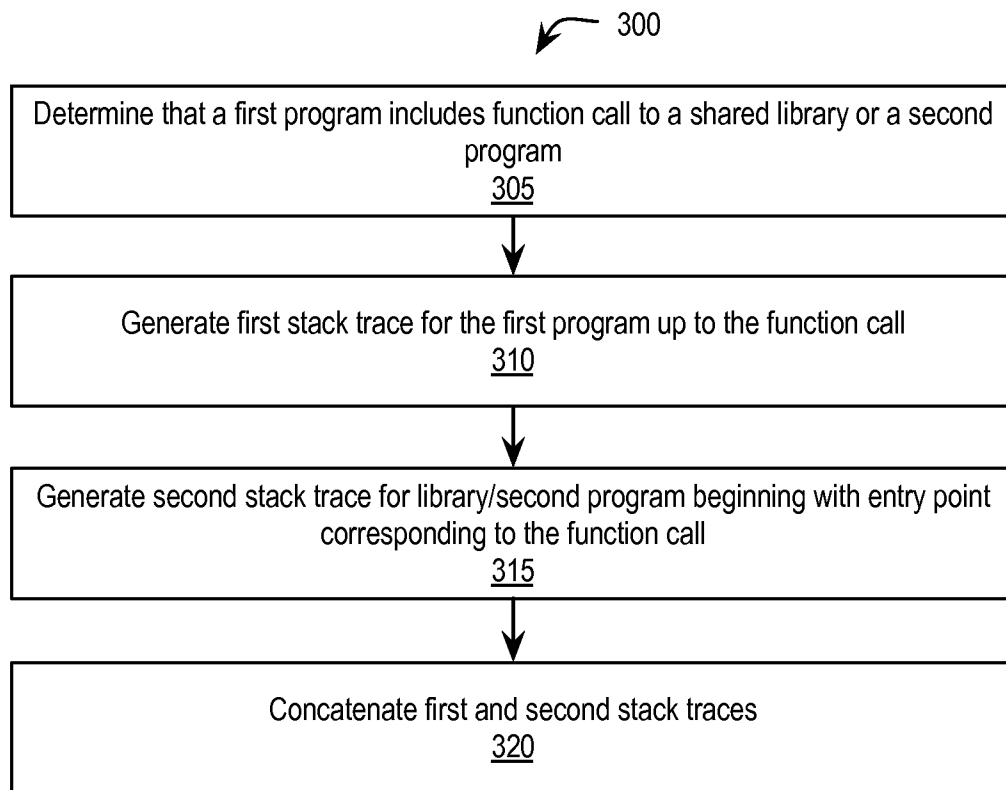 300
Determine that a first program includes function call to a shared library or a second
program
305
Generate first stack trace for the first program up to the function call
310
Generate second stack trace for library/second program beginning with entry point
corresponding to the function call
315
Concatenate first and second stack traces
320